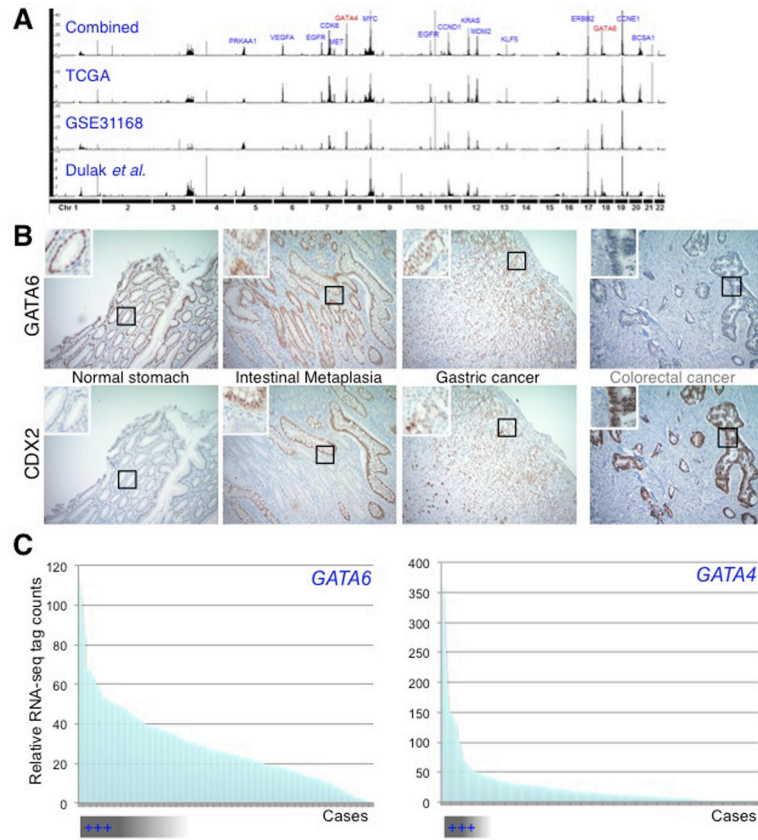 A
Combined
TCGA
GSE31168
Dulak et al.
PRKAA1
VEGFA
EGFR
CDK6
MET
GATA4
MYC
EGFR
CCND1
KRAS
MDM2
KLF5
ERBB2
GATA6
CCNE1
BCSA1
Chr 1 2 3 4 5 6 7 8 9 10 11 12 13 14 15 16 17 18 19 20 21 22
B
GATA6
Normal stomach Intestinal Metaplasia Gastric cancer Colorectal cancer
CDX2
C
GATA6
Relative RNA-seq tag counts
120
100
80
60
40
20
0
Cases
+++
GATA4
400
350
300
250
200
150
100
50
0
Cases
+++